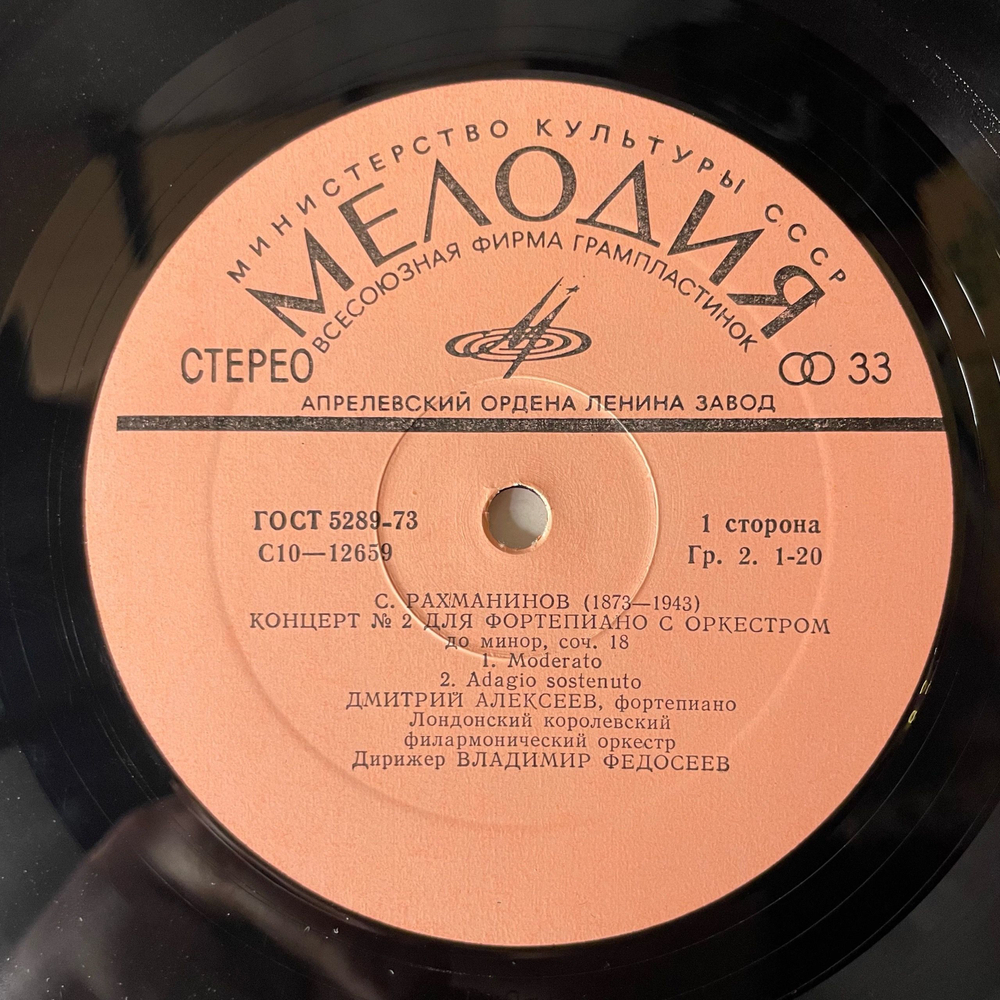 МИНИСТЕРСТВО КУЛЬТУРЫ СССР
МЕЛОДИЯ
ВСЕСОЮЗНАЯ ФИРМА ГРАМПЛАСТИНОК
СТЕРЕО
33
АПРЕЛЕВСКИЙ ОРДЕНА ЛЕНИНА ЗАВОД
ГОСТ 5289-73
1 сторона
С10—12659
Гр. 2. 1-20
С. РАХМАНИНОВ (1873—1943)
КОНЦЕРТ № 2 ДЛЯ ФОРТЕПИАНО С ОРКЕСТРОМ
до минор, соч. 18
1. Moderato
2. Adagio sostenuto
ДМИТРИЙ АЛЕКСЕЕВ, фортепиано
Лондонский королевский
филармонический оркестр
Дирижер ВЛАДИМИР ФЕДОСЕЕВ